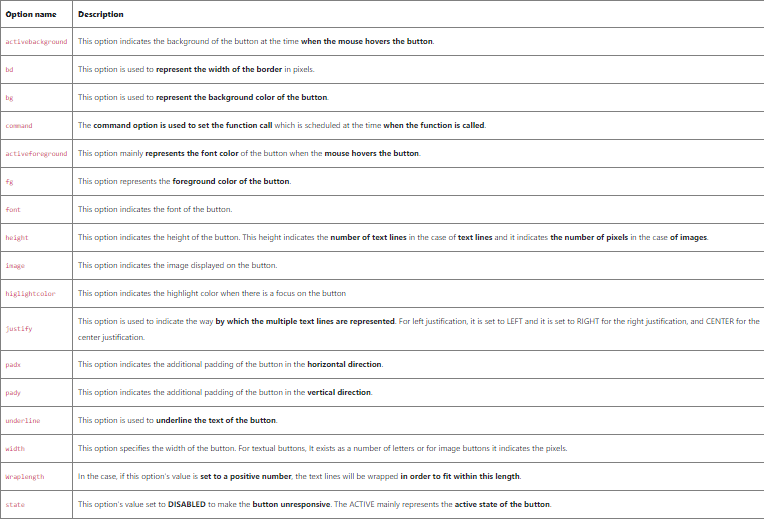 Option name Description
activebackground This option indicates the background of the button at the time when the mouse hovers the button.
bd This option is used to represent the width of the border in pixels.
bg This option is used to represent the background color of the button.
command The command option is used to set the function call which is scheduled at the time when the function is called.
activeforeground This option mainly represents the font color of the button when the mouse hovers the button.
fg This option represents the foreground color of the button.
font This option indicates the font of the button.
height This option indicates the height of the button. This height indicates the number of text lines in the case of text lines and it indicates the number of pixels in the case of images.
image This option indicates the image displayed on the button.
higlightcolor This option indicates the highlight color when there is a focus on the button
justify This option is used to indicate the way by which the multiple text lines are represented. For left justification, it is set to LEFT and it is set to RIGHT for the right justification, and CENTER for the
center justification.
padx This option indicates the additional padding of the button in the horizontal direction.
pady This option indicates the additional padding of the button in the vertical direction.
underline This option is used to underline the text of the button.
width This option specifies the width of the button. For textual buttons, It exists as a number of letters or for image buttons it indicates the pixels.
Wraplength In the case, if this option's value is set to a positive number, the text lines will be wrapped in order to fit within this length.
state This option's value set to DISABLED to make the button unresponsive. The ACTIVE mainly represents the active state of the button.